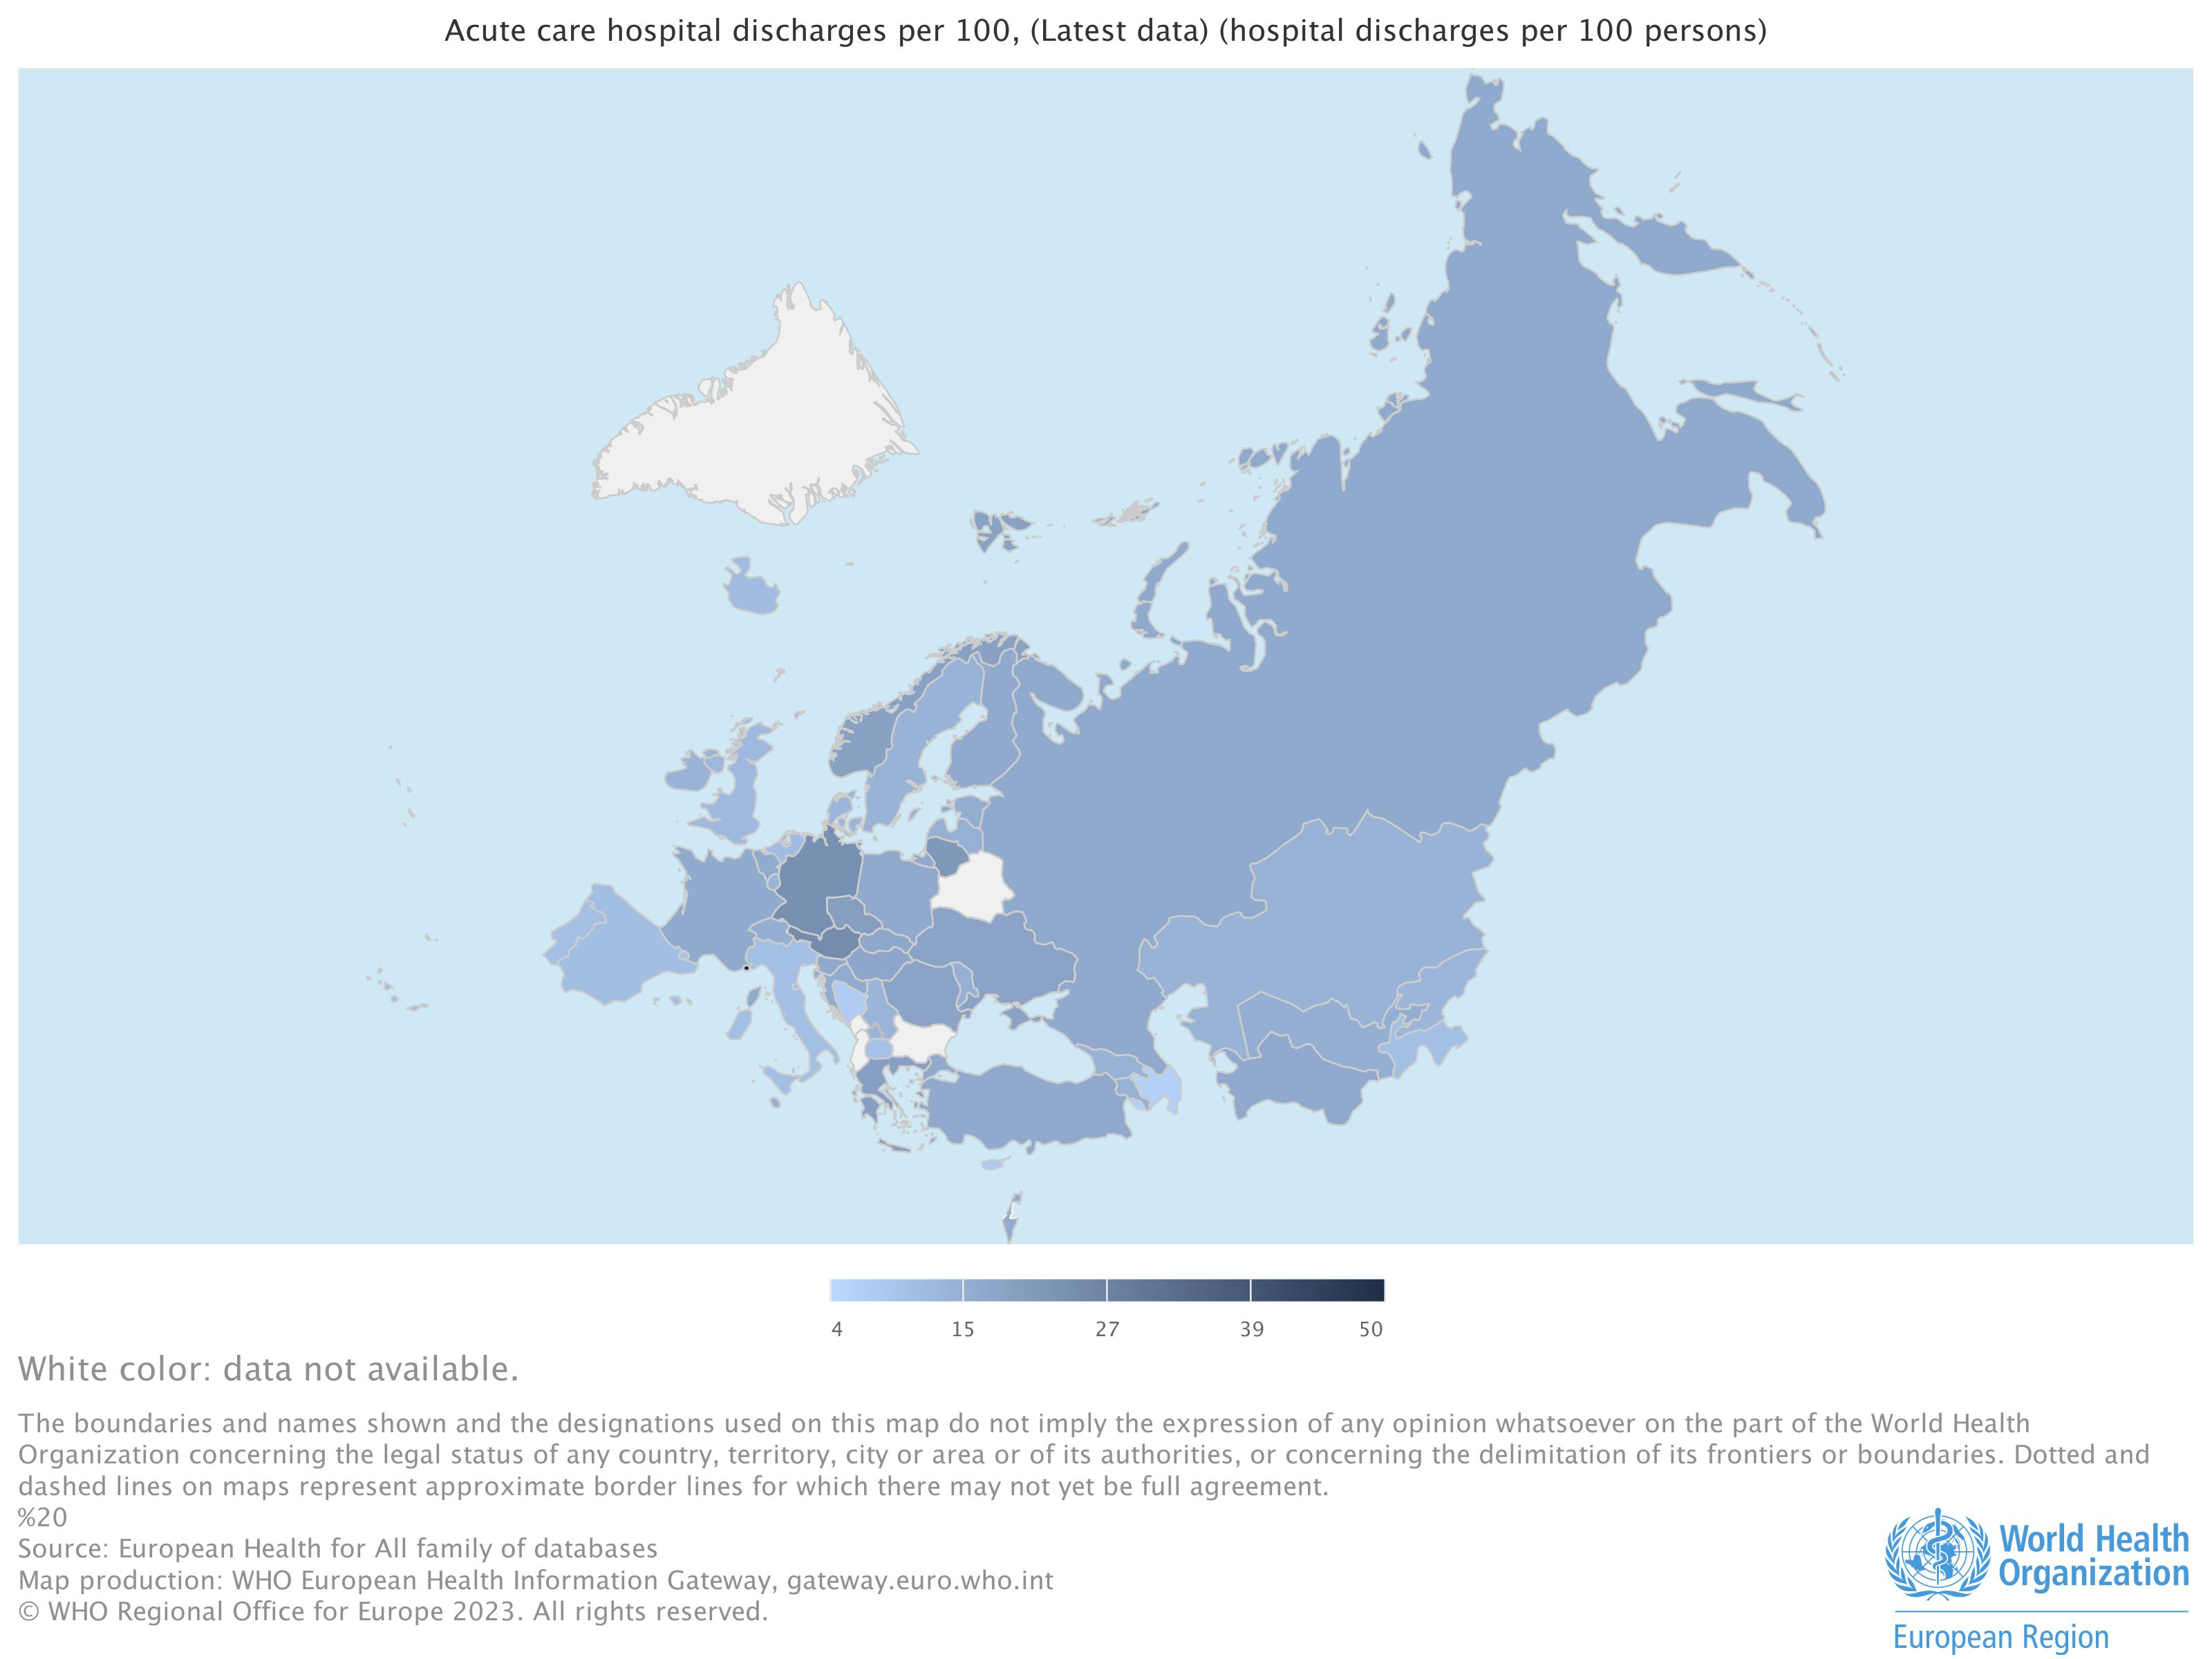 Acute care hospital discharges per 100, (Latest data) (hospital discharges per 100 persons)
4 15 27 39 50
White color: data not available.
The boundaries and names shown and the designations used on this map do not imply the expression of any opinion whatsoever on the part of the World Health
Organization concerning the legal status of any country, territory, city or area or of its authorities, or concerning the delimitation of its frontiers or boundaries. Dotted and
dashed lines on maps represent approximate border lines for which there may not yet be full agreement.
%20
Source: European Health for All family of databases
Map production: WHO European Health Information Gateway, gateway.euro.who.int
© WHO Regional Office for Europe 2023. All rights reserved.
World Health
Organization
European Region